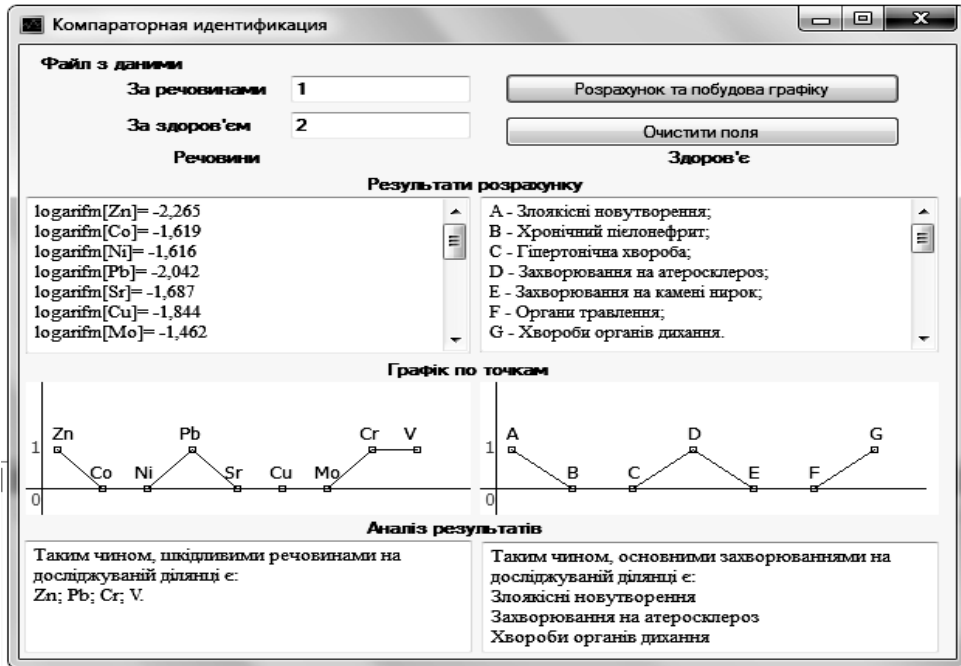 Компараторная идентификация
Файл з даними
За речовинами 1
Розрахунок та побудова графіку
За здоров'єм 2
Очистити поля
Речовини
Здоров'є
Результати розрахунку
logarifm[Zn]= -2,265
logarifm[Co]= -1,619
logarifm[Ni]= -1,616
logarifm[Pb]= -2,042
logarifm[Sr]= -1,687
logarifm[Cu]= -1,844
logarifm[Mo]= -1,462
A - Злоякісні новутворення;
B - Хронічний пієлонефрит;
C - Гіпертонічна хвороба;
D - Захворювання на атеросклероз;
E - Захворювання на камені нирок;
F - Органи травлення;
G - Хвороби органів дихання.
Графік по точкам
Zn Pb Cr V
1
Co Ni Sr Cu Mo
0
A D G
1
B C E F
0
Аналіз результатів
Таким чином, шкідливими речовинами на
досліджуваній ділянці є:
Zn; Pb; Cr; V.
Таким чином, основними захворюваннями на
досліджуваній ділянці є:
Злоякісні новутворення
Захворювання на атеросклероз
Хвороби органів дихання